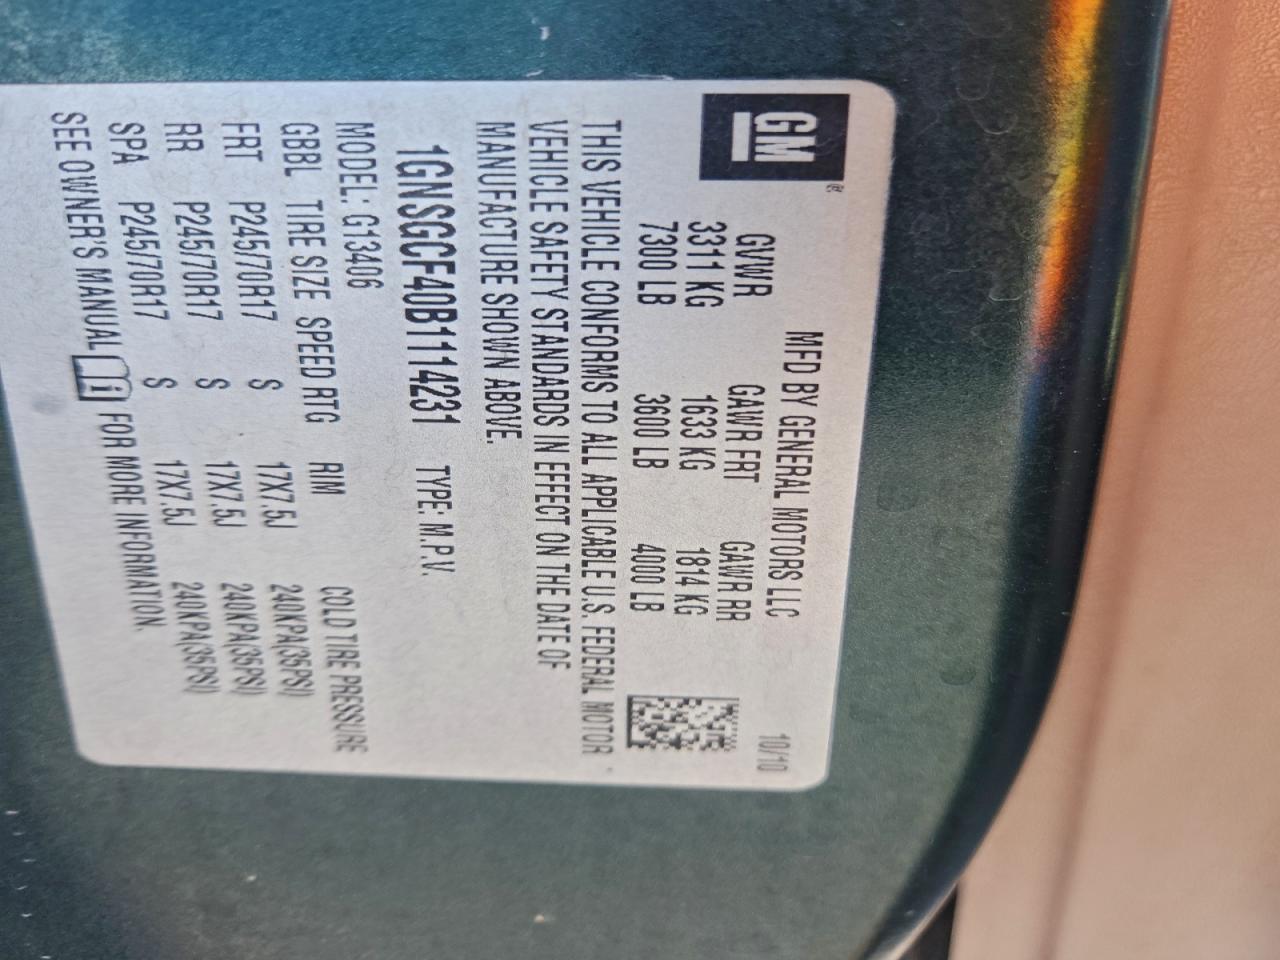 GM ®
MFD BY GENERAL MOTORS LLC 10/10
GVWR GAWR FRT GAWR RR
3311 KG 1633 KG 1814 KG
7300 LB 3600 LB 4000 LB
THIS VEHICLE CONFORMS TO ALL APPLICABLE U.S. FEDERAL MOTOR
VEHICLE SAFETY STANDARDS IN EFFECT ON THE DATE OF
MANUFACTURE SHOWN ABOVE.
1GNSGCF40B1114231 TYPE: M.P.V.
MODEL: G13406
GBBL TIRE SIZE SPEED RTG RIM COLD TIRE PRESSURE
FRT P245/70R17 S 17X7.5J 240KPA(35PSI)
RR P245/70R17 S 17X7.5J 240KPA(35PSI)
SPA P245/70R17 S 17X7.5J 240KPA(35PSI)
SEE OWNER'S MANUAL i FOR MORE INFORMATION.